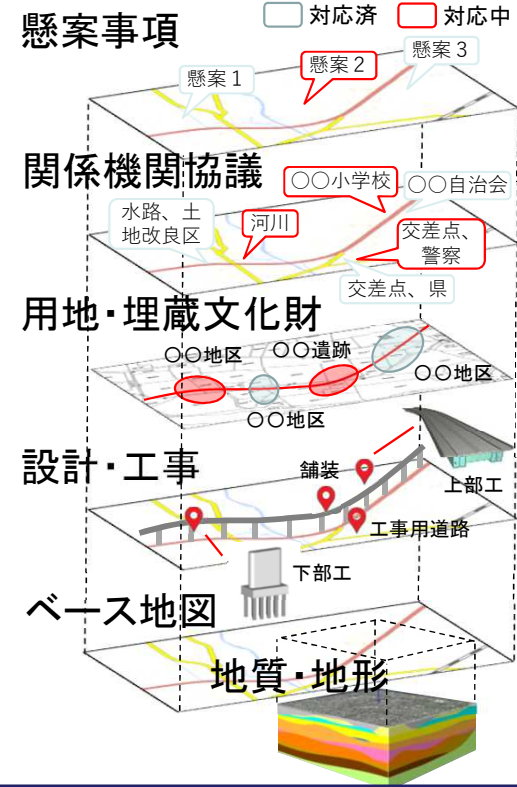 対応済 対応中
懸案事項
懸案1
懸案2
懸案3
関係機関協議
〇〇小学校
〇〇自治会
水路、土
地改良区
河川
交差点、
警察
交差点、県
用地・埋蔵文化財
〇〇地区
〇〇遺跡
〇〇地区
〇〇地区
設計・工事
舗装
上部工
工事用道路
下部工
ベース地図
地質・地形